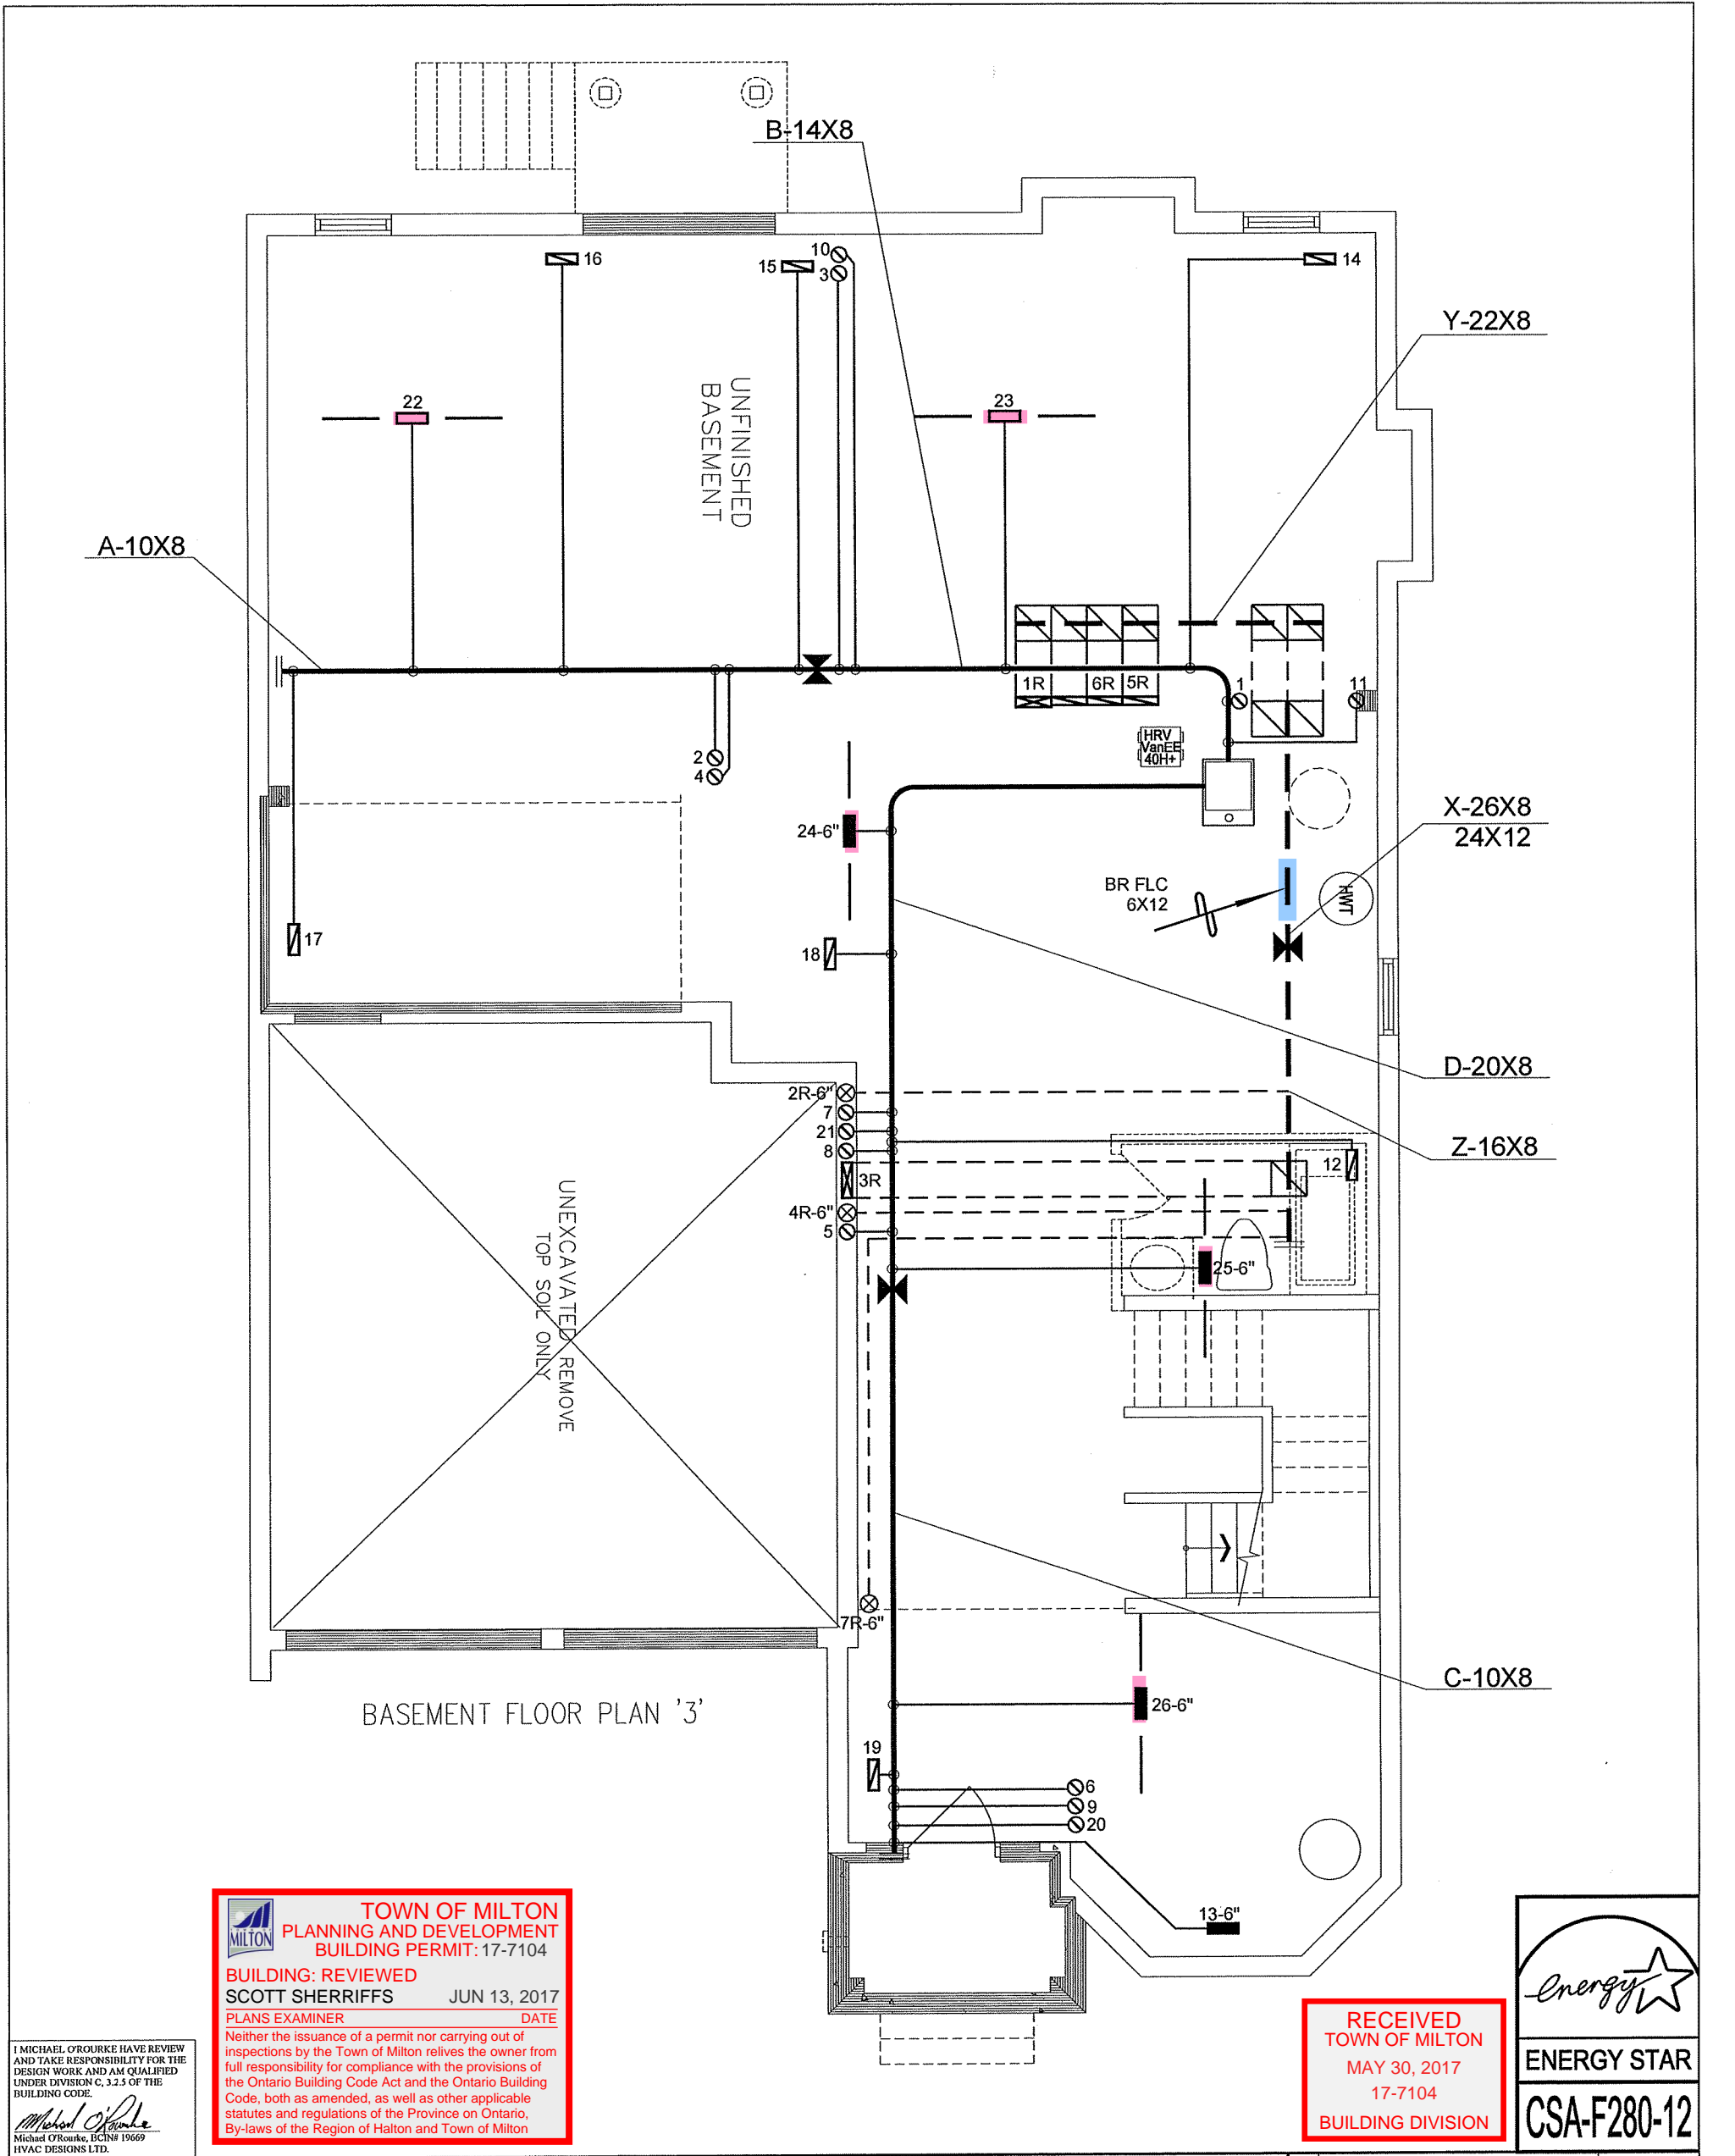 B-14X8
10
16
15
3
14
Y-22X8
22
23
UNFINISHED
BASEMENT
A-10X8
1R
6R
5R
1
11
HRV
VanEE
40H+
2
4
X-26X8
24X12
24-6"
BR FLC
6X12
HWT
17
18
D-20X8
2R-6"
7
21
8
3R
12
Z-16X8
4R-6"
5
25-6"
UNEXCAVATED REMOVE
TOP SOIL ONLY
7R-6"
C-10X8
26-6"
BASEMENT FLOOR PLAN '3'
19
6
9
20
13-6"
TOWN OF MILTON
PLANNING AND DEVELOPMENT
BUILDING PERMIT: 17-7104
TOWN OF
MILTON
BUILDING: REVIEWED
SCOTT SHERRIFFS JUN 13, 2017
PLANS EXAMINER DATE
Neither the issuance of a permit nor carrying out of
inspections by the Town of Milton relives the owner from
full responsibility for compliance with the provisions of
the Ontario Building Code Act and the Ontario Building
Code, both as amended, as well as other applicable
statutes and regulations of the Province on Ontario,
By-laws of the Region of Halton and Town of Milton
I MICHAEL O'ROURKE HAVE REVIEW
AND TAKE RESPONSIBILITY FOR THE
DESIGN WORK AND AM QUALIFIED
UNDER DIVISION C, 3.2.5 OF THE
BUILDING CODE.
Michael O'Rourke
Michael O'Rourke, BCIN# 19669
HVAC DESIGNS LTD.
RECEIVED
TOWN OF MILTON
MAY 30, 2017
17-7104
BUILDING DIVISION
energy
ENERGY STAR
CSA-F280-12